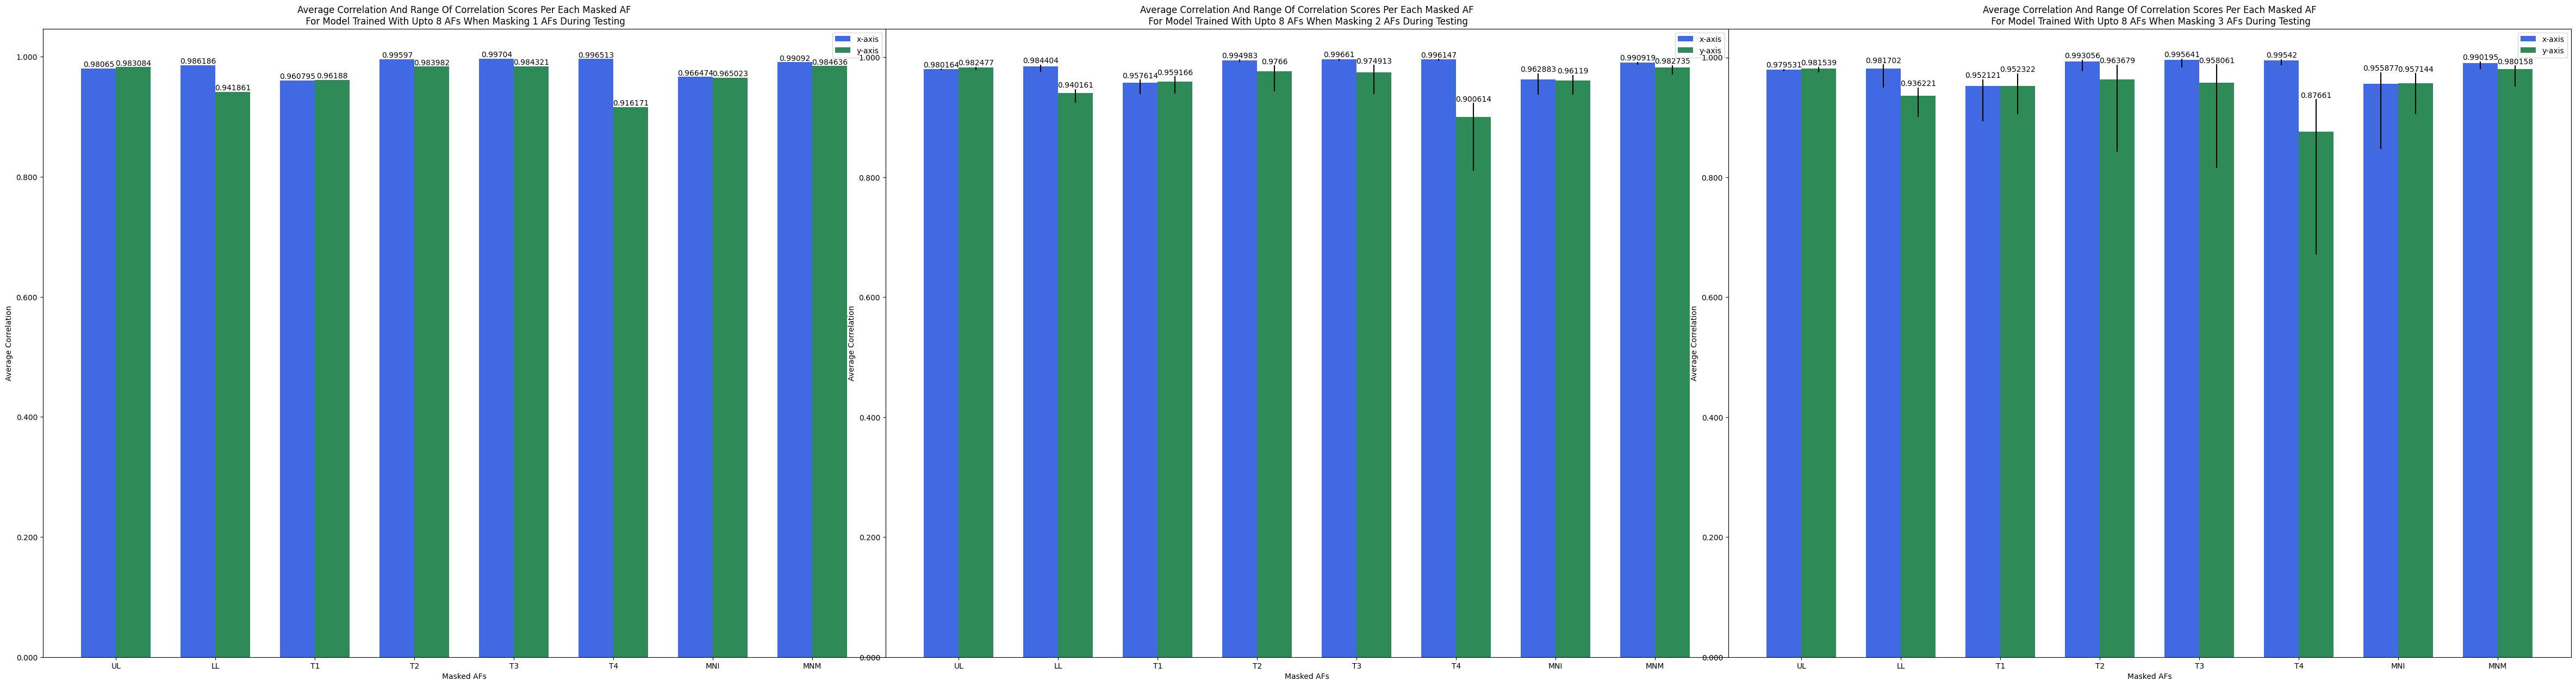 Average Correlation And Range Of Correlation Scores Per Each Masked AF
For Model Trained With Upto 8 AFs When Masking 1 AFs During Testing
x-axis
y-axis
1.000
0.800
0.600
0.400
0.200
0.000
Average Correlation
0.98065
0.983084
0.986186
0.941861
0.960795
0.96188
0.99597
0.983982
0.99704
0.984321
0.996513
0.916171
0.966474
0.965023
0.99092
0.984636
UL
LL
T1
T2
T3
T4
MNI
MNM
Masked AFs
Average Correlation And Range Of Correlation Scores Per Each Masked AF
For Model Trained With Upto 8 AFs When Masking 2 AFs During Testing
x-axis
y-axis
1.000
0.800
0.600
0.400
0.200
0.000
Average Correlation
0.980164
0.982477
0.984404
0.940161
0.957614
0.959166
0.994983
0.9766
0.99661
0.974913
0.996147
0.900614
0.962883
0.96119
0.990919
0.982735
UL
LL
T1
T2
T3
T4
MNI
MNM
Masked AFs
Average Correlation And Range Of Correlation Scores Per Each Masked AF
For Model Trained With Upto 8 AFs When Masking 3 AFs During Testing
x-axis
y-axis
1.000
0.800
0.600
0.400
0.200
0.000
Average Correlation
0.979531
0.981539
0.981702
0.936221
0.952121
0.952322
0.993056
0.963679
0.995641
0.958061
0.99542
0.87661
0.955877
0.957144
0.990195
0.980158
UL
LL
T1
T2
T3
T4
MNI
MNM
Masked AFs